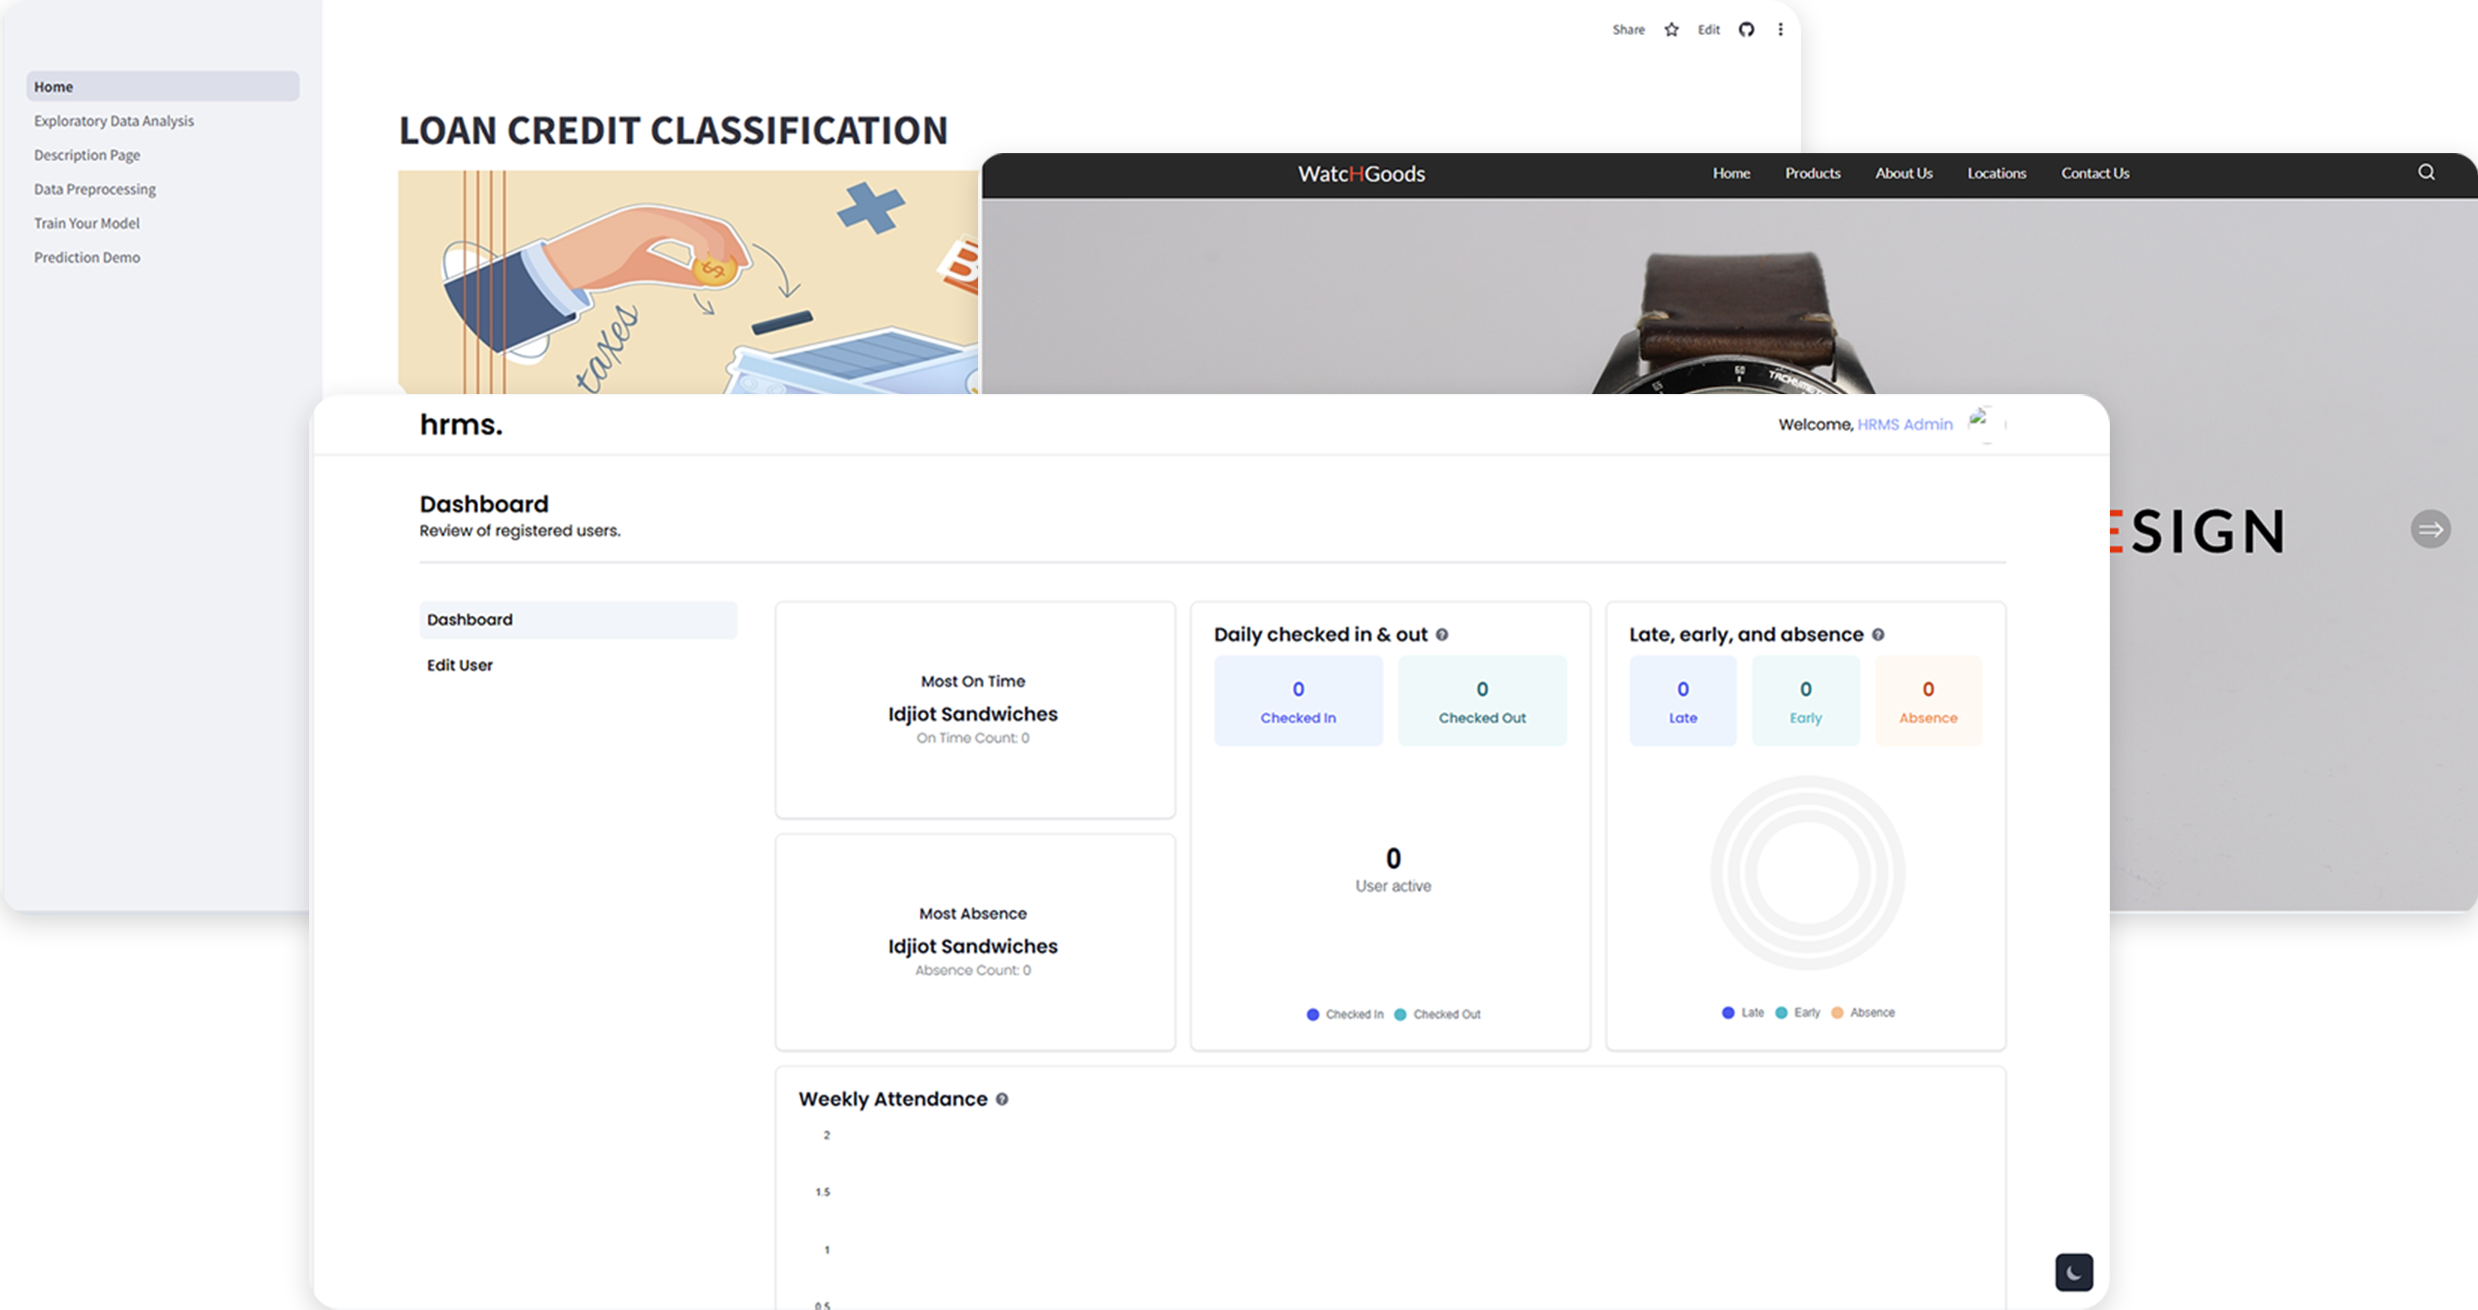 Share Edit
Home
Exploratory Data Analysis
Description Page
Data Preprocessing
Train Your Model
Prediction Demo
LOAN CREDIT CLASSIFICATION
taxes
B
WatcHGoods Home Products About Us Locations Contact Us
60
65
TACHYMET
ESIGN
hrms.
Welcome, HRMS Admin
Dashboard
Review of registered users.
Dashboard
Edit User
Most On Time
Idjiot Sandwiches
On Time Count: 0
Most Absence
Idjiot Sandwiches
Absence Count: 0
Daily checked in & out
0
Checked In
0
Checked Out
0
User active
Checked In Checked Out
Late, early, and absence
0
Late
0
Early
0
Absence
Late Early Absence
Weekly Attendance
2
1.5
1
0.5